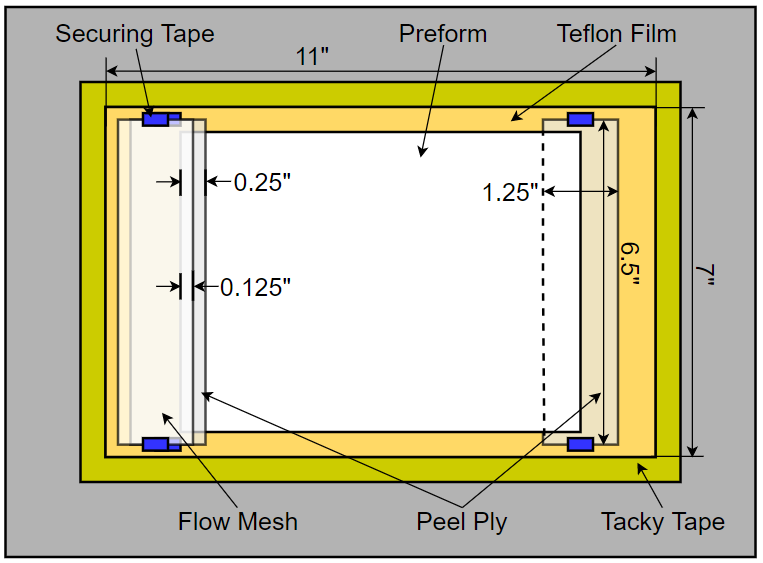 Securing Tape
Preform
Teflon Film
11"
0.25"
1.25"
6.5"
7"
0.125"
Flow Mesh
Peel Ply
Tacky Tape